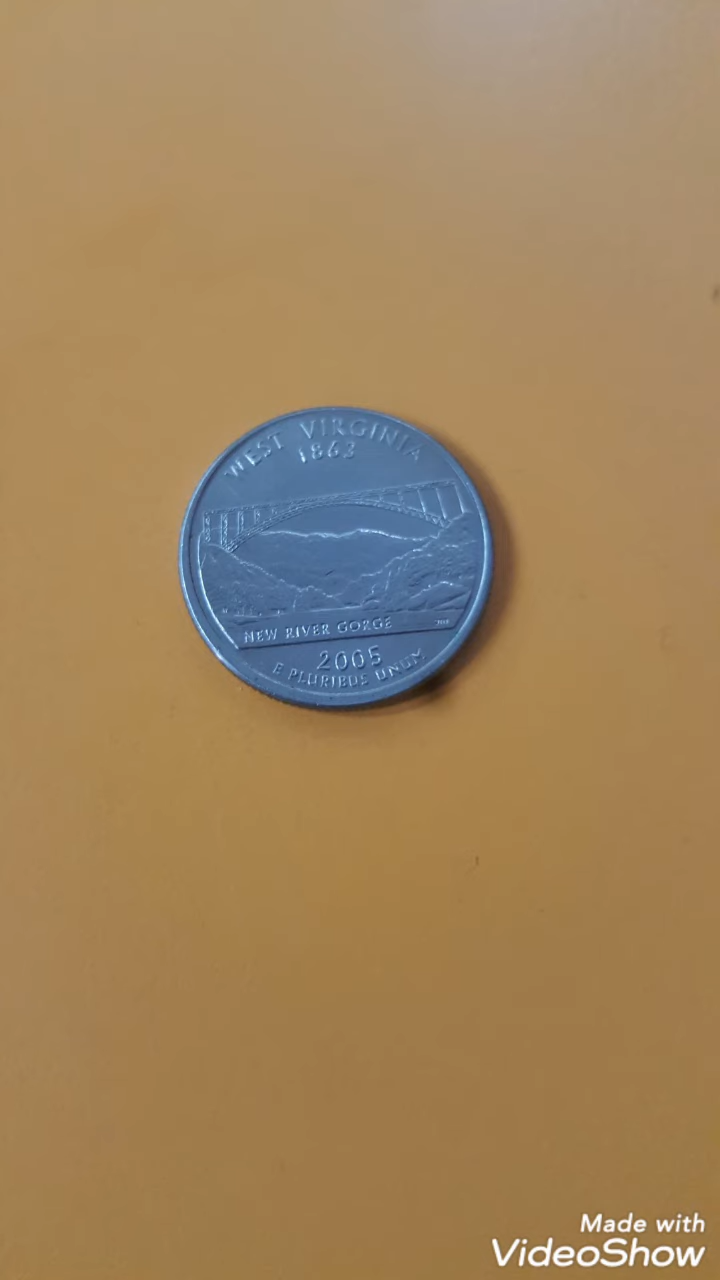 WEST VIRGINIA
1863
NEW RIVER GORGE
2005
E PLURIBUS UNUM
Made with
VideoShow